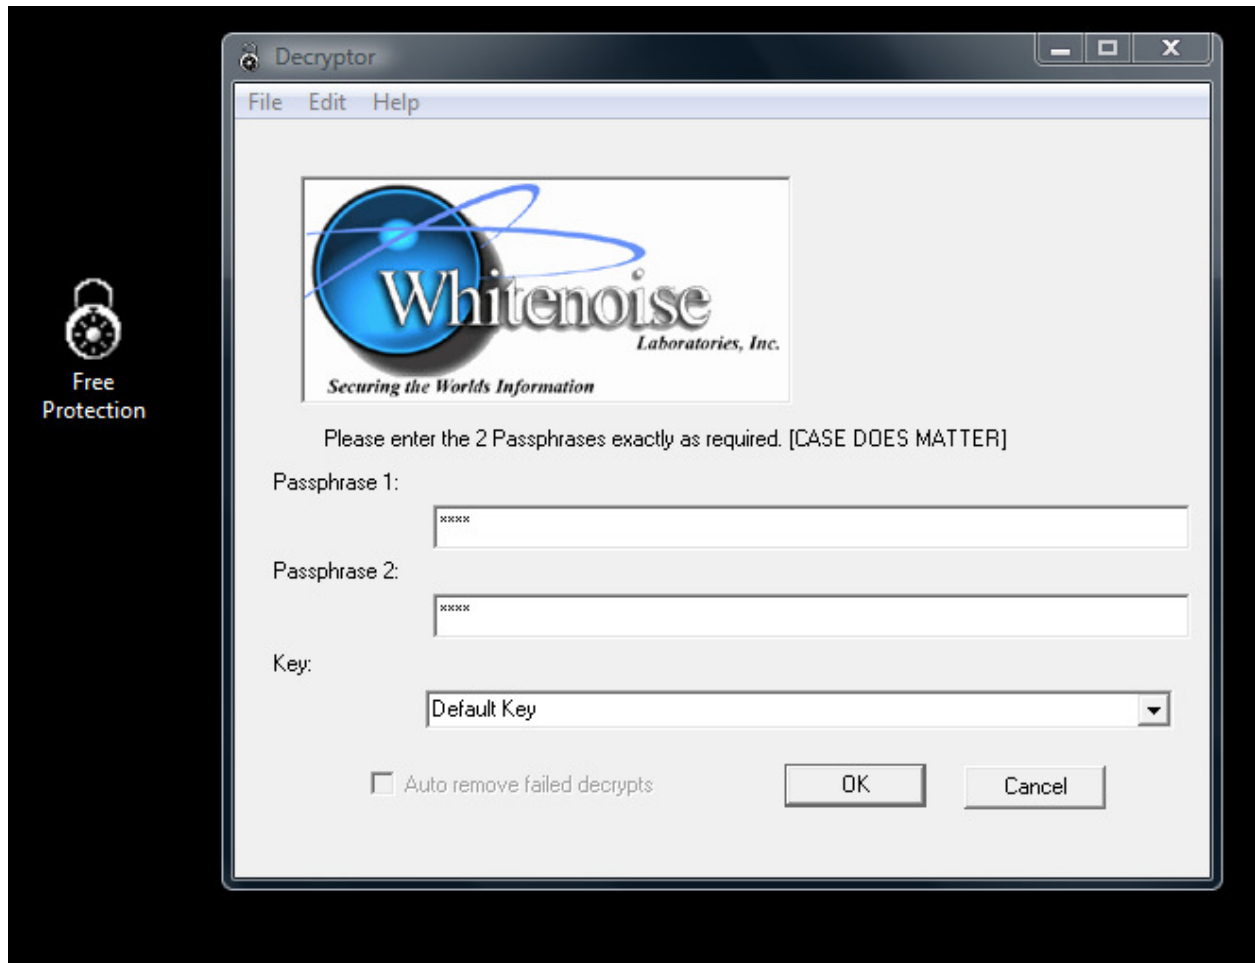 Decryptor
File Edit Help
Whitenoise
Laboratories, Inc.
Securing the Worlds Information
Free
Protection
Please enter the 2 Passphrases exactly as required. [CASE DOES MATTER]
Passphrase 1:
****
Passphrase 2:
****
Key:
Default Key
Auto remove failed decrypts OK Cancel